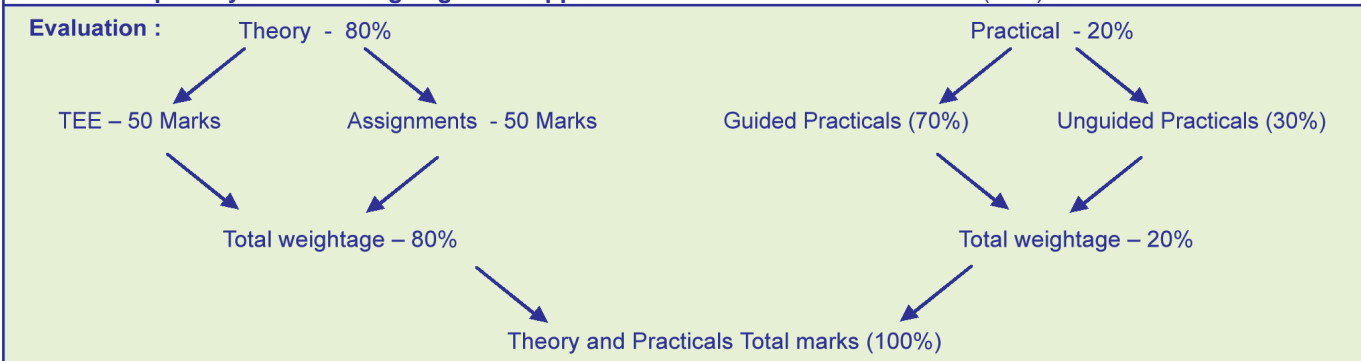 Evaluation :
Theory - 80% Practical - 20%
TEE – 50 Marks Assignments - 50 Marks Guided Practicals (70%) Unguided Practicals (30%)
Total weightage – 80% Total weightage – 20%
Theory and Practicals Total marks (100%)